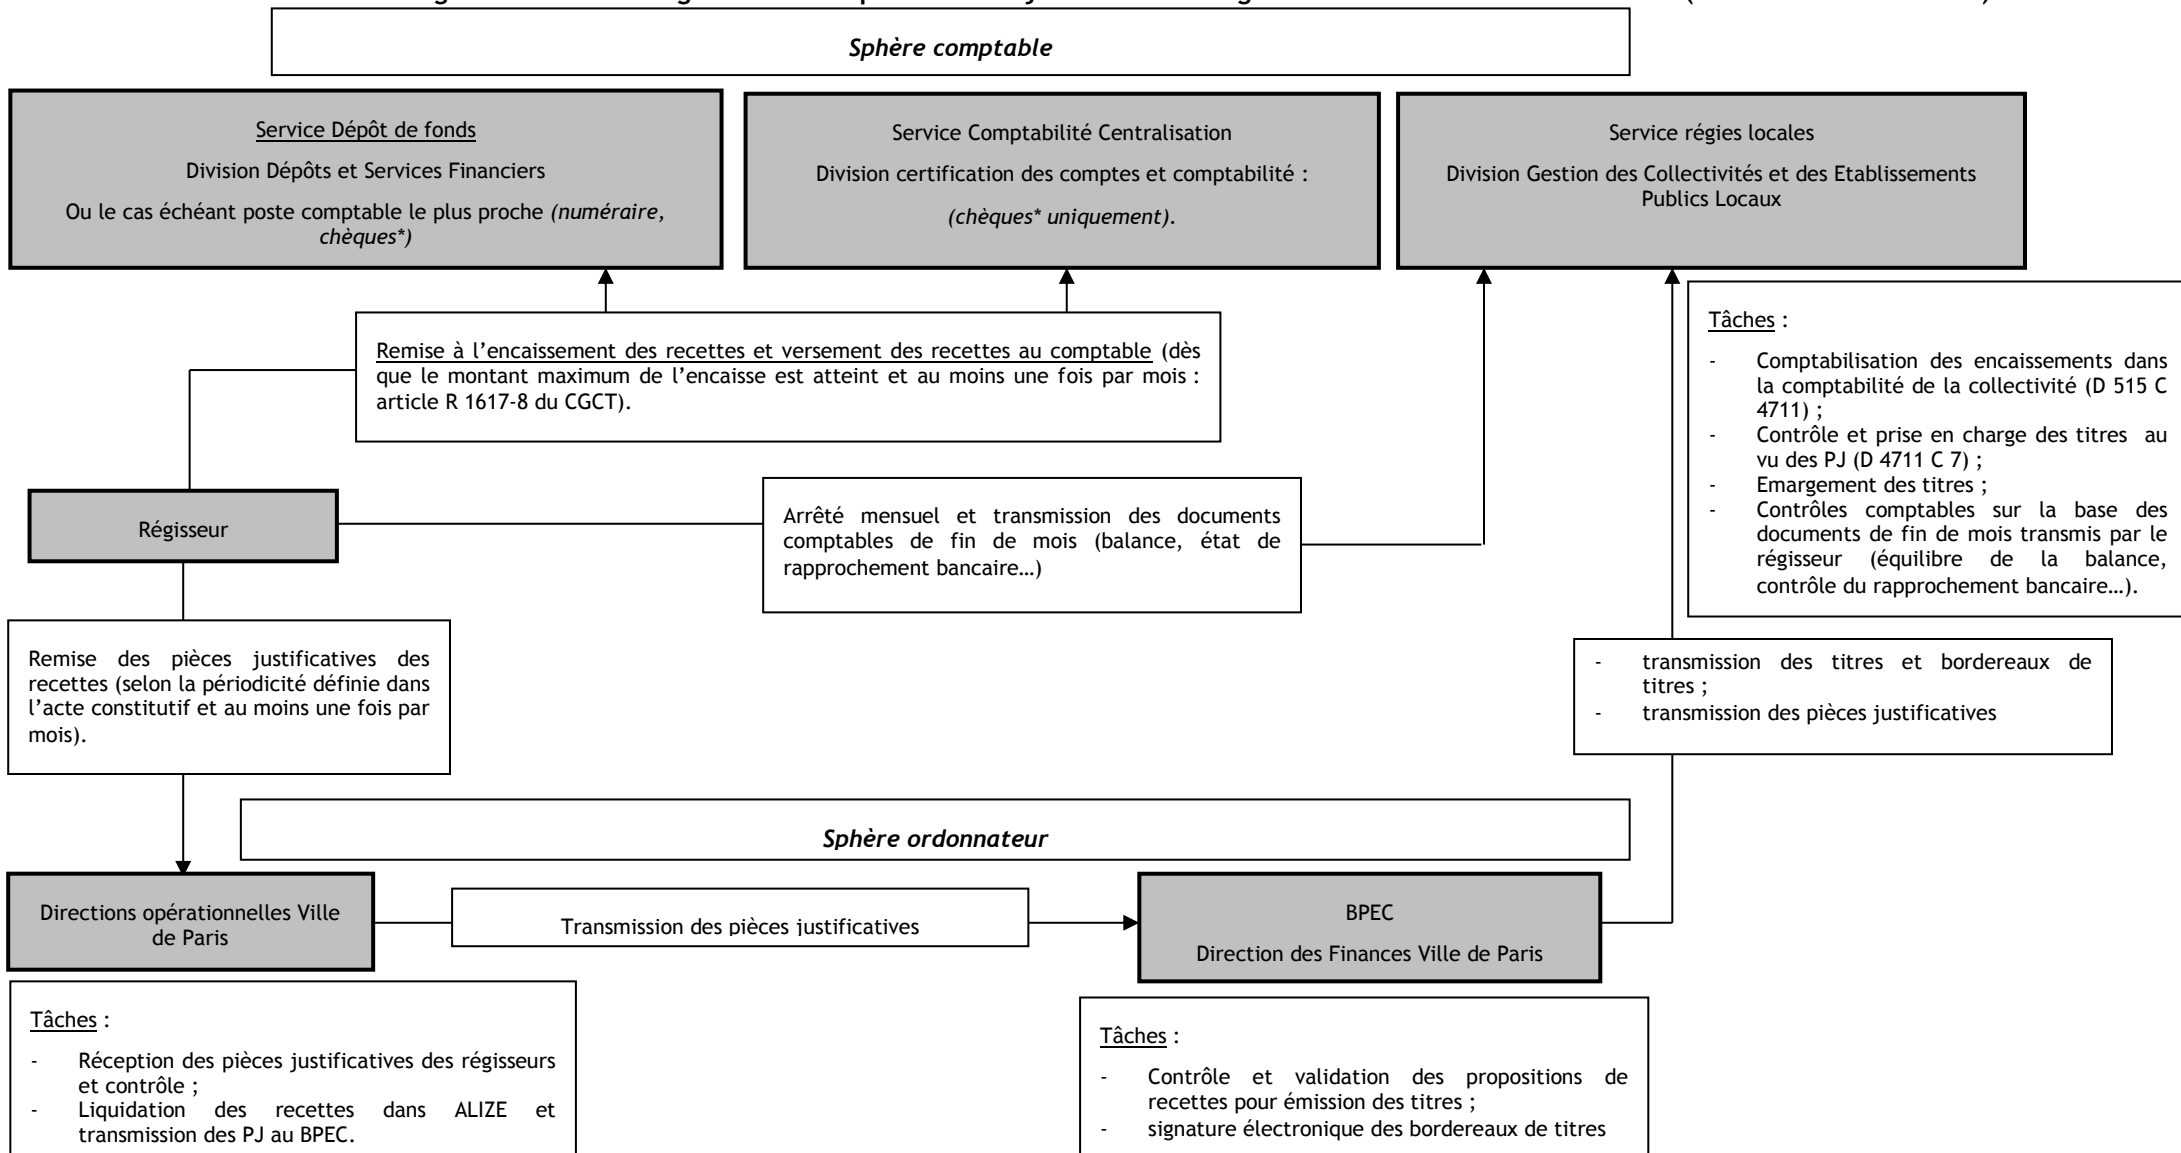 Sphère comptable
Service Dépôt de fonds
Division Dépôts et Services Financiers
Ou le cas échéant poste comptable le plus proche (numéraire,
chèques*)
Service Comptabilité Centralisation
Division certification des comptes et comptabilité :
(chèques* uniquement).
Service régies locales
Division Gestion des Collectivités et des Etablissements
Publics Locaux
Remise à l’encaissement des recettes et versement des recettes au comptable (dès
que le montant maximum de l’encaisse est atteint et au moins une fois par mois :
article R 1617-8 du CGCT).
Tâches :
- Comptabilisation des encaissements dans
la comptabilité de la collectivité (D 515 C
4711) ;
- Contrôle et prise en charge des titres au
vu des PJ (D 4711 C 7) ;
- Emargement des titres ;
- Contrôles comptables sur la base des
documents de fin de mois transmis par le
régisseur (équilibre de la balance,
contrôle du rapprochement bancaire…).
Régisseur
Arrêté mensuel et transmission des documents
comptables de fin de mois (balance, état de
rapprochement bancaire…)
Remise des pièces justificatives des
recettes (selon la périodicité définie dans
l’acte constitutif et au moins une fois par
mois).
- transmission des titres et bordereaux de
titres ;
- transmission des pièces justificatives
Sphère ordonnateur
Directions opérationnelles Ville
de Paris
Transmission des pièces justificatives
BPEC
Direction des Finances Ville de Paris
Tâches :
- Réception des pièces justificatives des régisseurs
et contrôle ;
- Liquidation des recettes dans ALIZE et
transmission des PJ au BPEC.
Tâches :
- Contrôle et validation des propositions de
recettes pour émission des titres ;
- signature électronique des bordereaux de titres